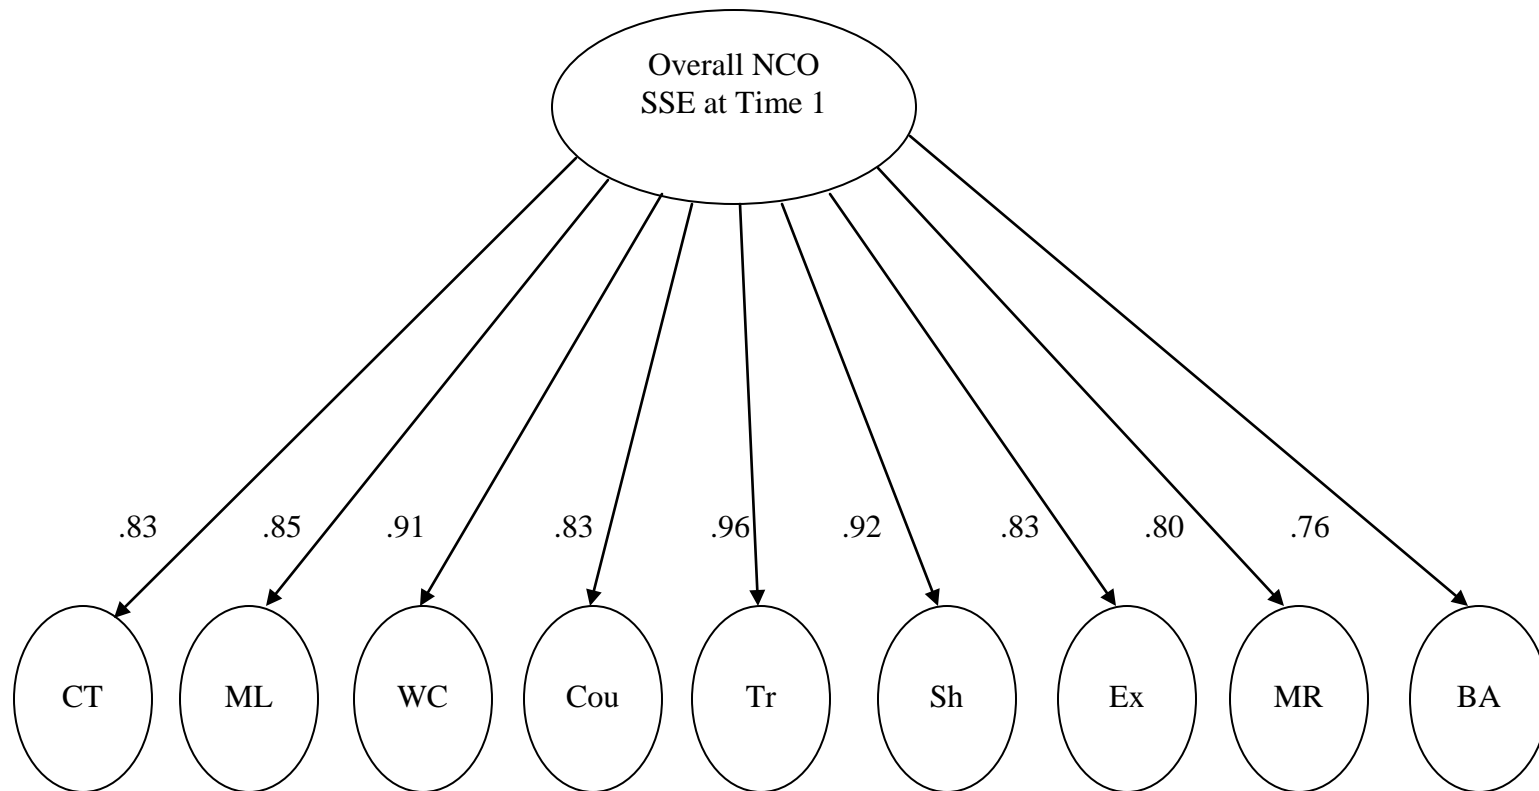 Overall NCO
SSE at Time 1
.83 .85 .91 .83 .96 .92 .83 .80 .76
CT ML WC Cou Tr Sh Ex MR BA